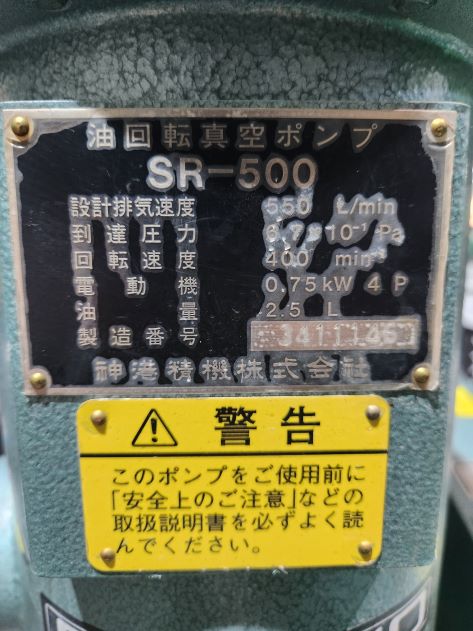 油回転真空ポンプ
SR-500
設計排気速度 550 L/min
到達圧力 6.7×10⁻¹ Pa
回転速度 400 min⁻¹
電動機 0.75kW 4P
油量 2.5 L
製造番号
神港精機株式会社
警告
このポンプをご使用前に
「安全上のご注意」などの
取扱説明書を必ずよく読
んでください。